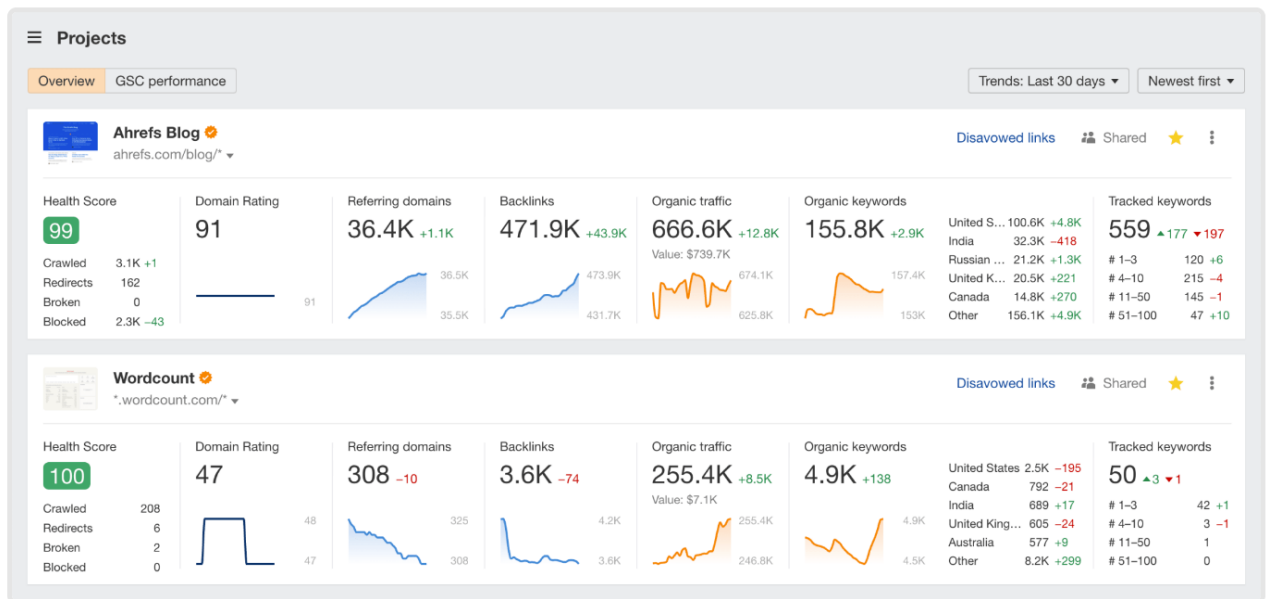 Projects
Overview GSC performance Trends: Last 30 days Newest first
Ahrefs Blog
ahrefs.com/blog/*
Disavowed links Shared
Health Score
99
Crawled 3.1K +1
Redirects 162
Broken 0
Blocked 2.3K –43
Domain Rating
91
91
Referring domains
36.4K +1.1K
36.5K
35.5K
Backlinks
471.9K +43.9K
473.9K
431.7K
Organic traffic
666.6K +12.8K
Value: $739.7K
674.1K
625.8K
Organic keywords
155.8K +2.9K
157.4K
153K
United S... 100.6K +4.8K
India 32.3K –418
Russian ... 21.2K +1.3K
United K... 20.5K +221
Canada 14.8K +270
Other 156.1K +4.9K
Tracked keywords
559 177 197
# 1–3 120 +6
# 4–10 215 –4
# 11–50 145 –1
# 51–100 47 +10
Wordcount
*.wordcount.com/*
Disavowed links Shared
Health Score
100
Crawled 208
Redirects 6
Broken 2
Blocked 0
Domain Rating
47
48
47
Referring domains
308 –10
325
308
Backlinks
3.6K –74
4.2K
3.6K
Organic traffic
255.4K +8.5K
Value: $7.1K
255.4K
246.8K
Organic keywords
4.9K +138
4.9K
4.5K
United States 2.5K –195
Canada 792 –21
India 689 +17
United King... 605 –24
Australia 577 +9
Other 8.2K +299
Tracked keywords
50 3 1
# 1–3 42 +1
# 4–10 3 –1
# 11–50 1
# 51–100 0